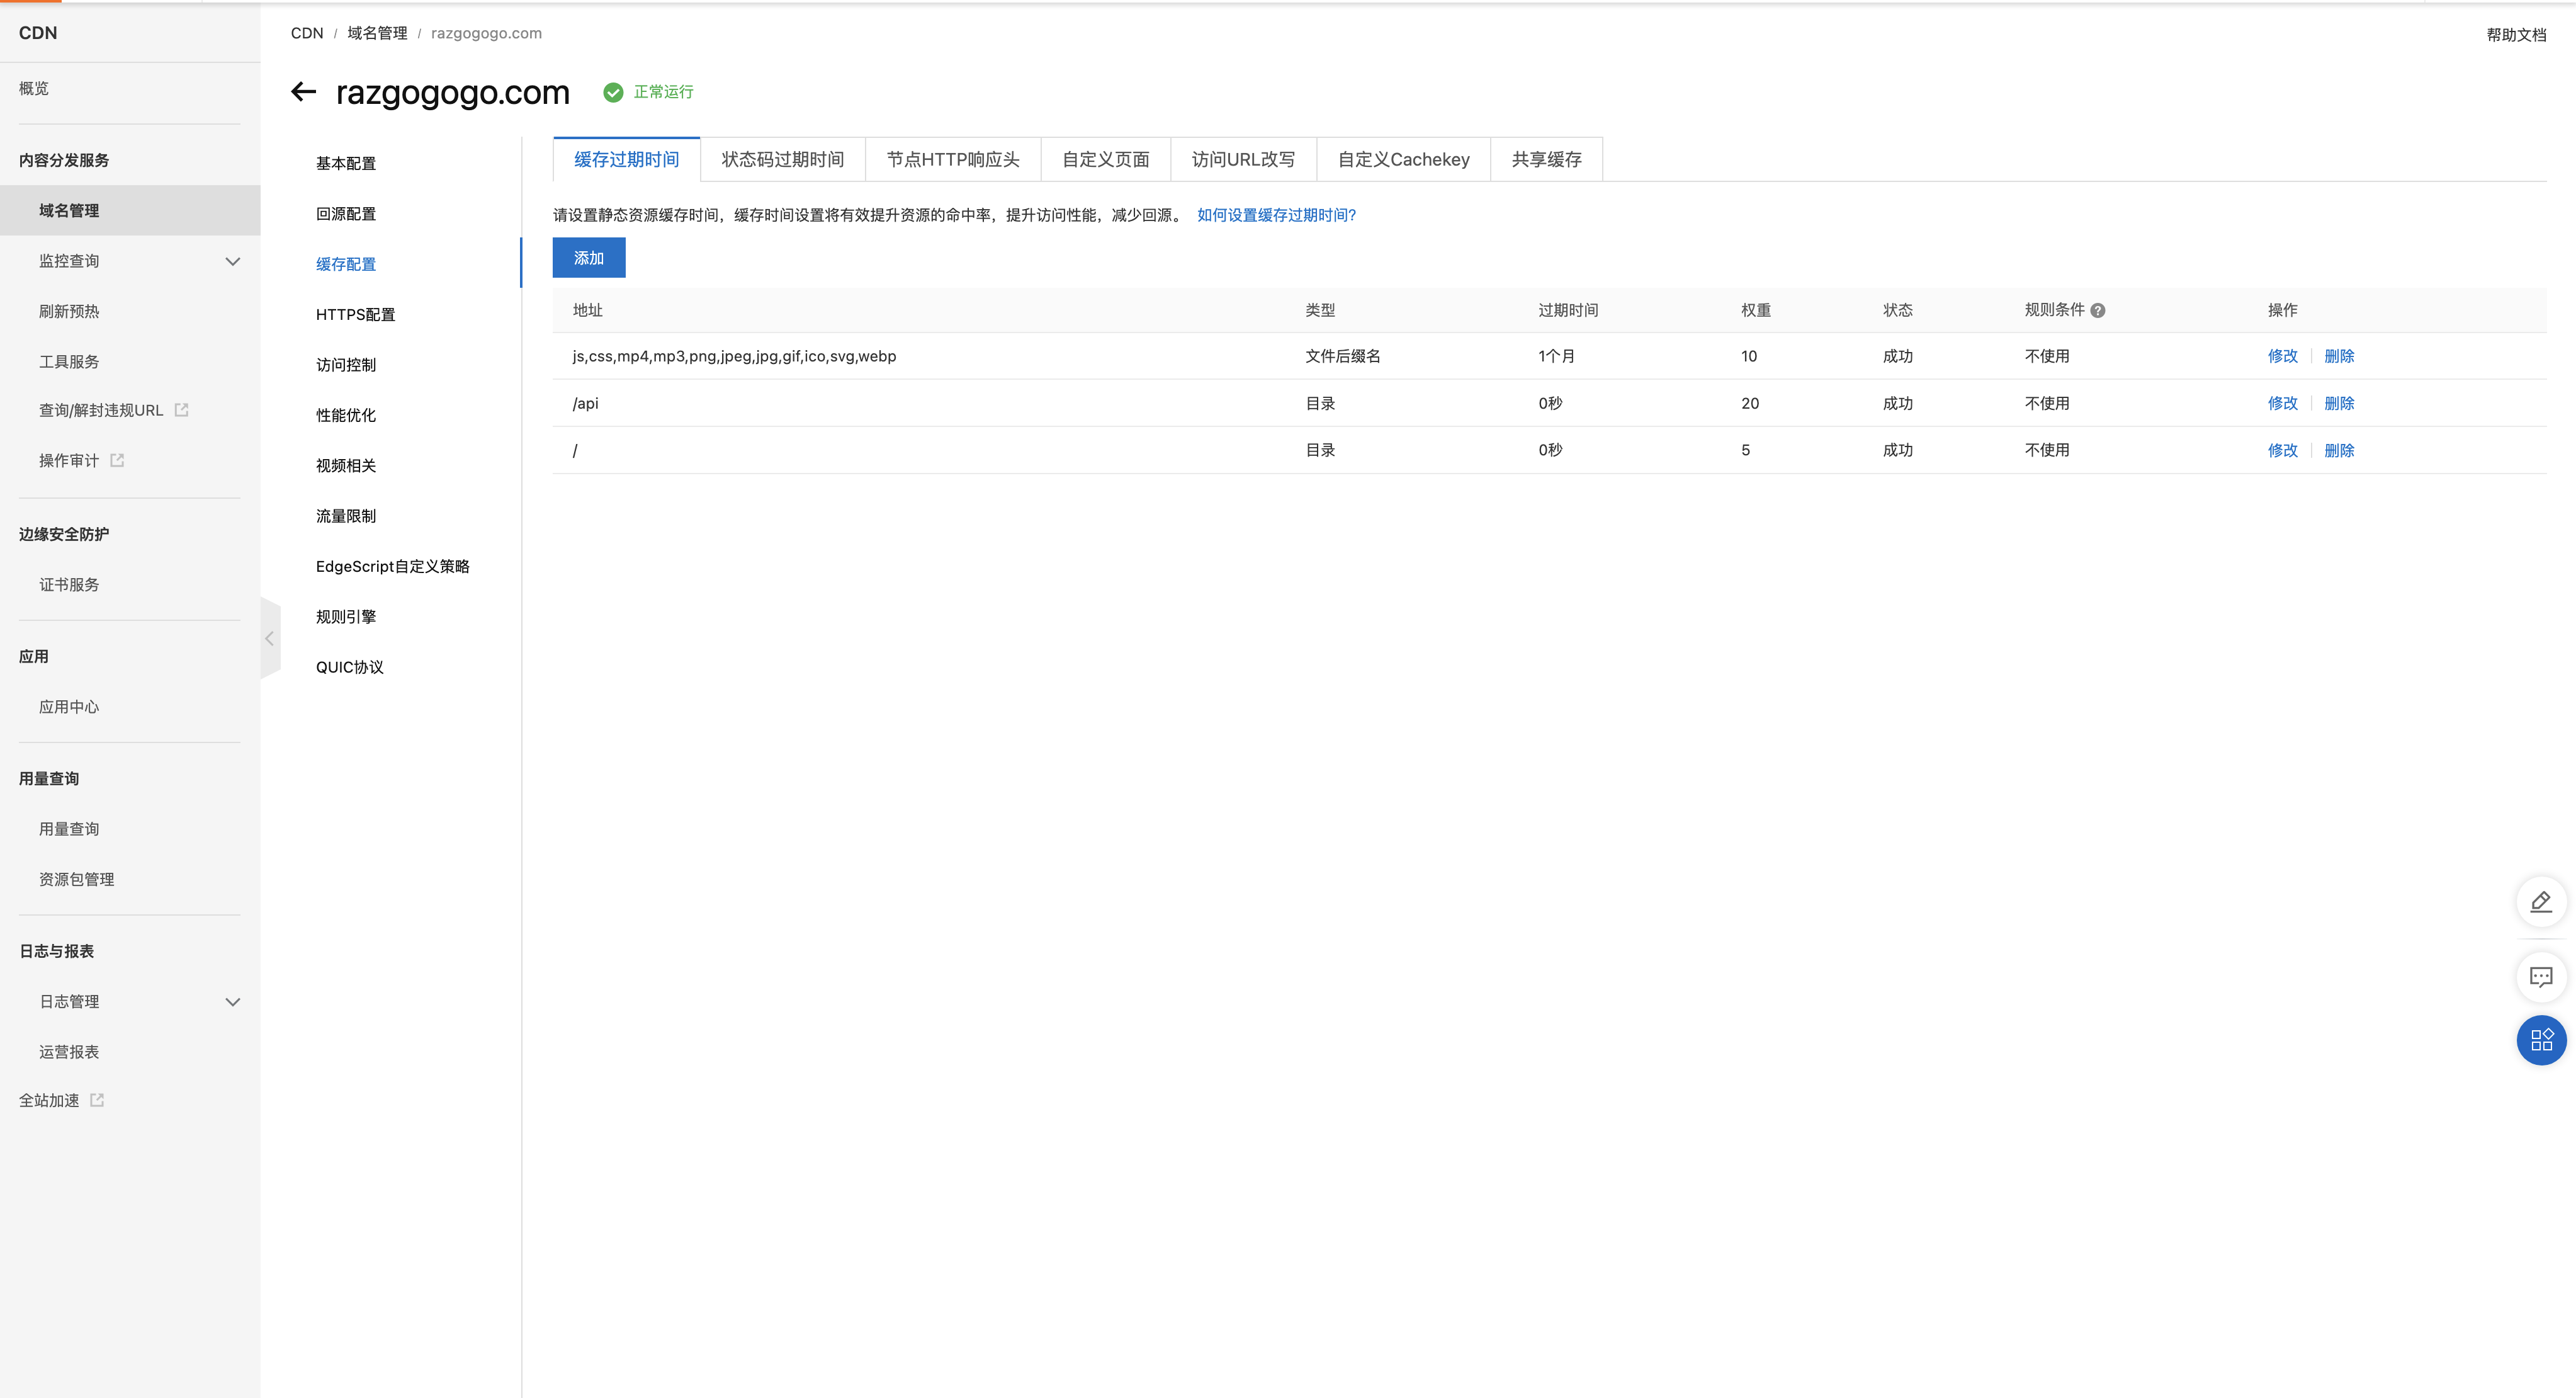 CDN
概览
内容分发服务
域名管理
监控查询
刷新预热
工具服务
查询/解封违规URL
操作审计
边缘安全防护
证书服务
应用
应用中心
用量查询
用量查询
资源包管理
日志与报表
日志管理
运营报表
全站加速
CDN / 域名管理 / razgogogo.com
帮助文档
razgogogo.com 正常运行
基本配置
回源配置
缓存配置
HTTPS配置
访问控制
性能优化
视频相关
流量限制
EdgeScript自定义策略
规则引擎
QUIC协议
缓存过期时间 状态码过期时间 节点HTTP响应头 自定义页面 访问URL改写 自定义Cachekey 共享缓存
请设置静态资源缓存时间，缓存时间设置将有效提升资源的命中率，提升访问性能，减少回源。 如何设置缓存过期时间?
添加
地址 类型 过期时间 权重 状态 规则条件 ? 操作
js,css,mp4,mp3,png,jpeg,jpg,gif,ico,svg,webp 文件后缀名 1个月 10 成功 不使用 修改 删除
/api 目录 0秒 20 成功 不使用 修改 删除
/ 目录 0秒 5 成功 不使用 修改 删除